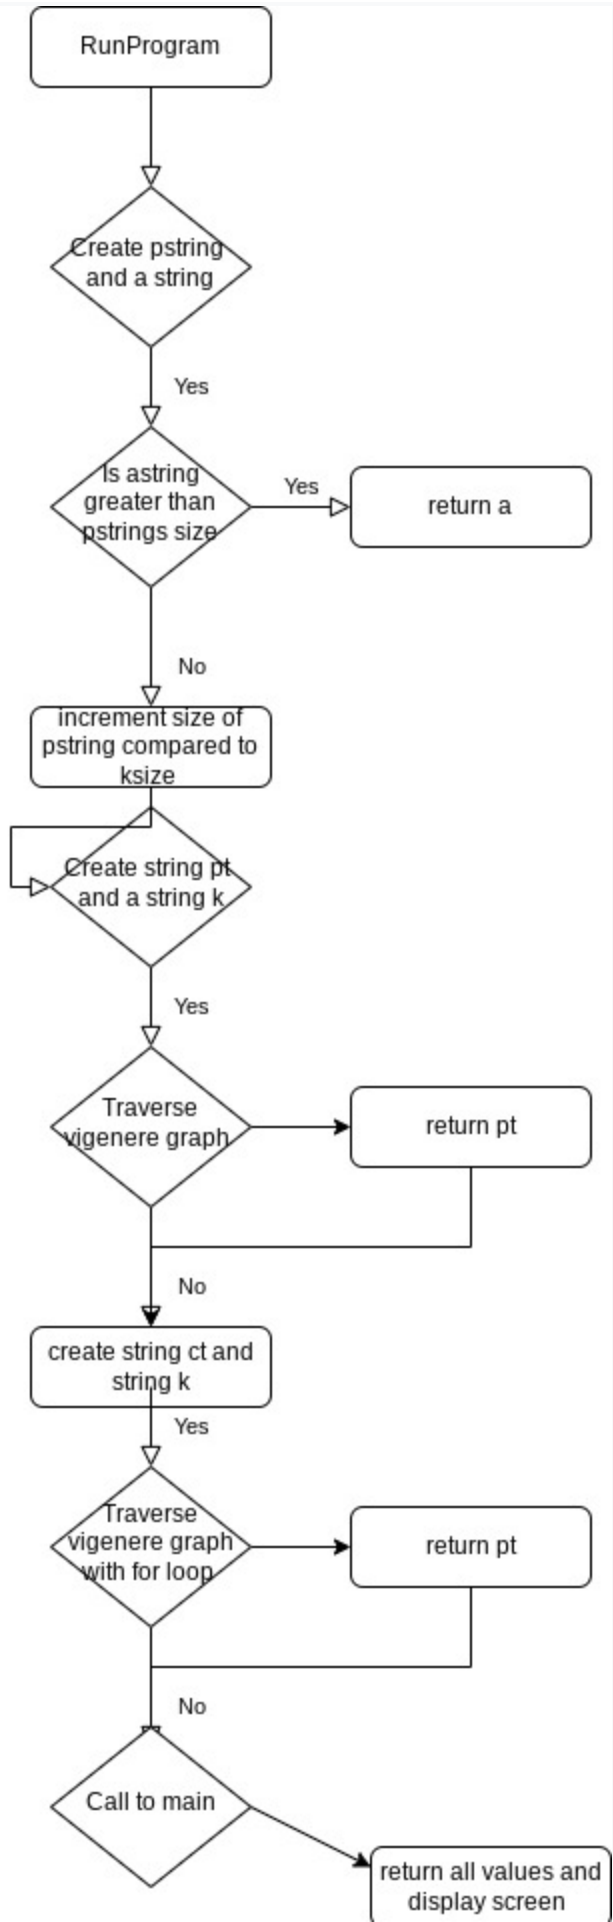 RunProgram
Create pstring
and a string
Yes
Is astring
greater than
pstrings size
Yes
return a
No
increment size of
pstring compared to
ksize
Create string pt
and a string k
Yes
Traverse
vigenere graph
return pt
No
create string ct and
string k
Yes
Traverse
vigenere graph
with for loop
return pt
No
Call to main
return all values and
display screen